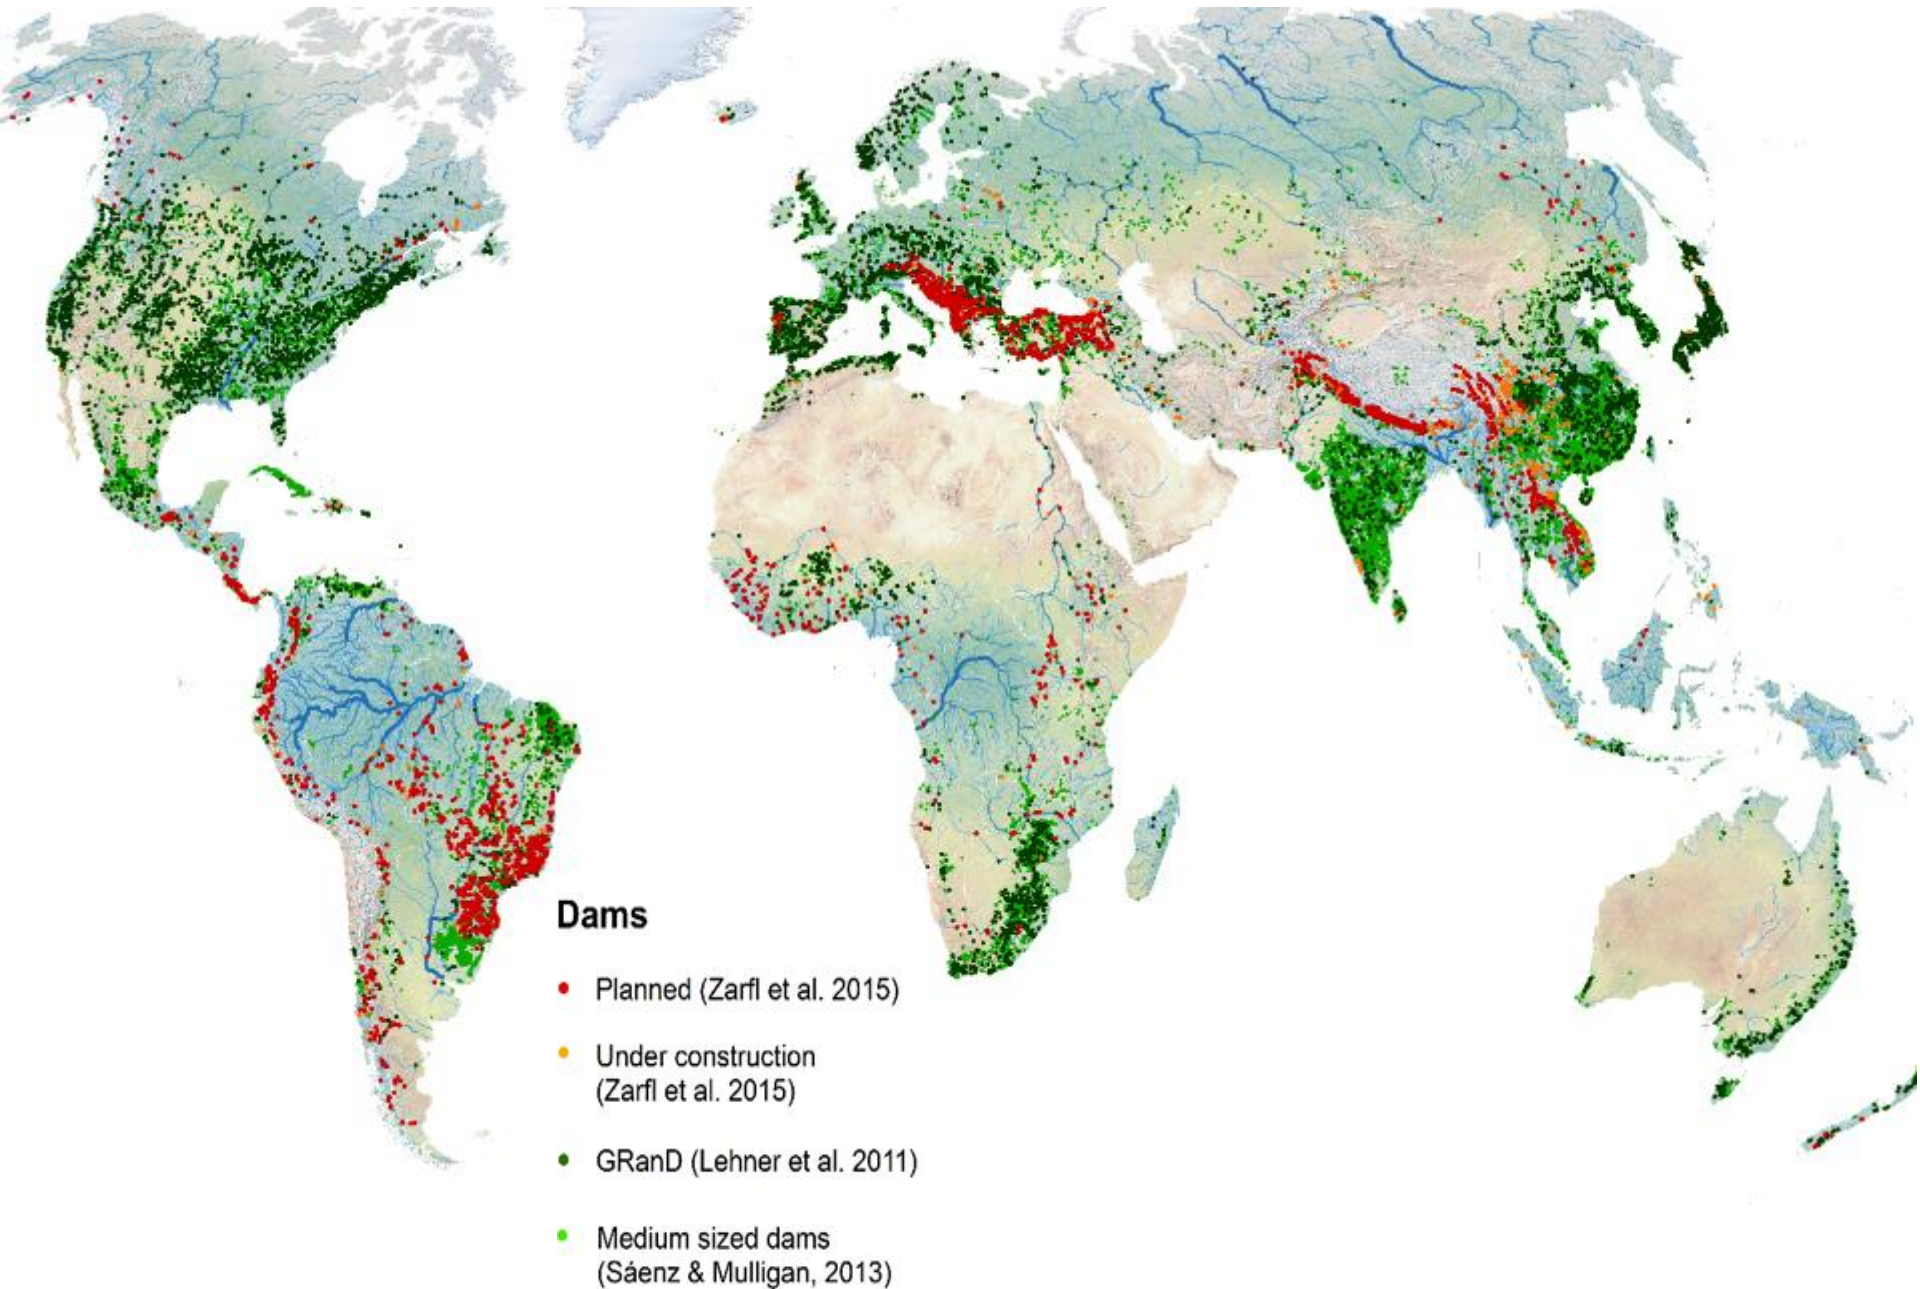 Dams
Planned (Zarfl et al. 2015)
Under construction
(Zarfl et al. 2015)
GRanD (Lehner et al. 2011)
Medium sized dams
(Sáenz & Mulligan, 2013)